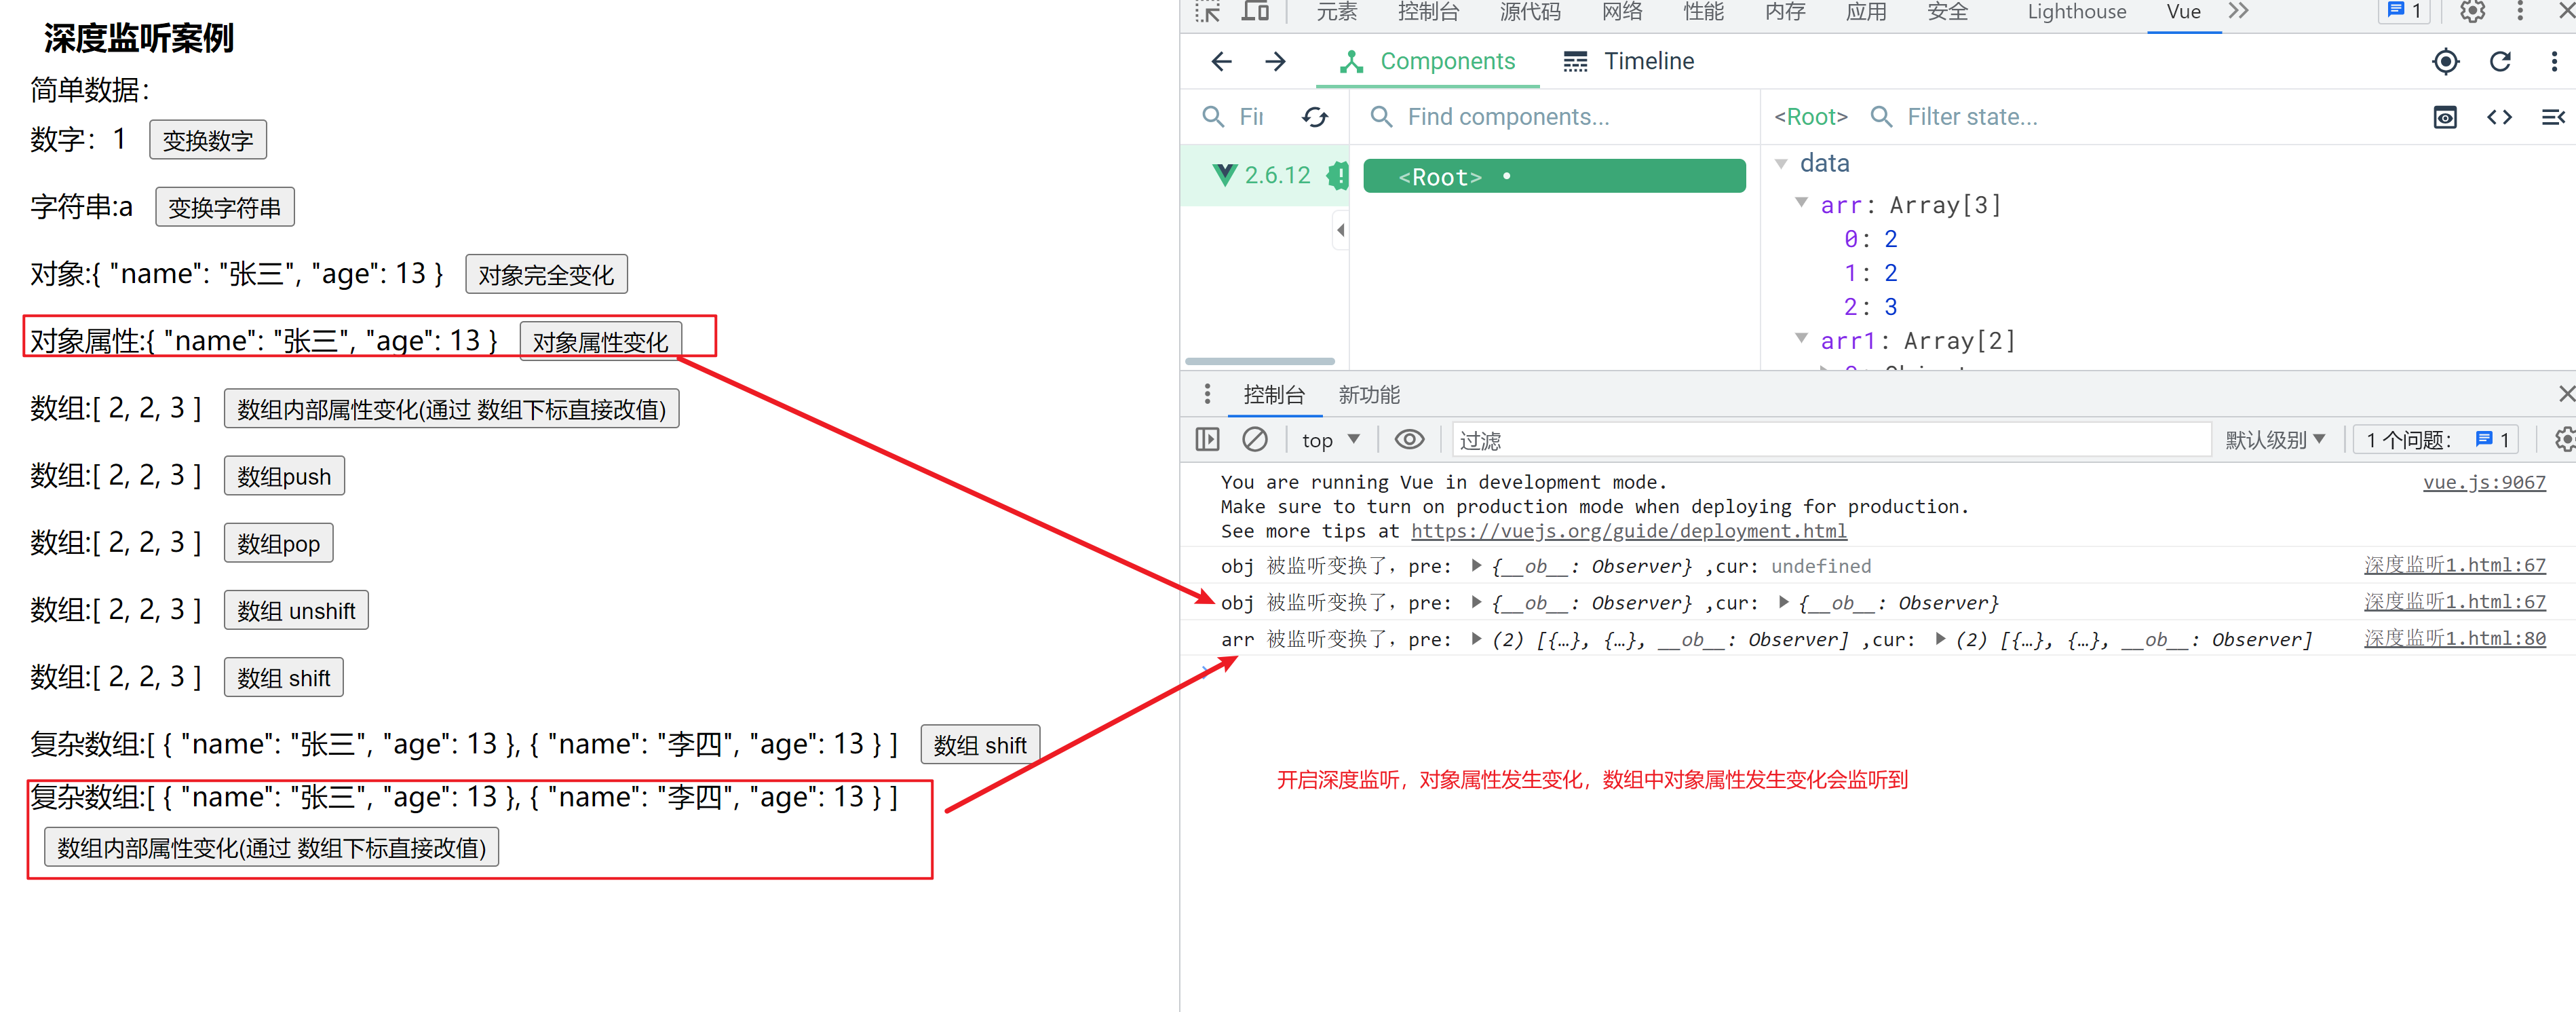 深度监听案例
简单数据：
数字：1 变换数字
字符串:a 变换字符串
对象:{ "name": "张三", "age": 13 } 对象完全变化
对象属性:{ "name": "张三", "age": 13 } 对象属性变化
数组:[ 2, 2, 3 ] 数组内部属性变化(通过 数组下标直接改值)
数组:[ 2, 2, 3 ] 数组push
数组:[ 2, 2, 3 ] 数组pop
数组:[ 2, 2, 3 ] 数组 unshift
数组:[ 2, 2, 3 ] 数组 shift
复杂数组:[ { "name": "张三", "age": 13 }, { "name": "李四", "age": 13 } ] 数组 shift
复杂数组:[ { "name": "张三", "age": 13 }, { "name": "李四", "age": 13 } ]
数组内部属性变化(通过 数组下标直接改值)
元素 控制台 源代码 网络 性能 内存 应用 安全 Lighthouse Vue 1
Components Timeline
Find components... <Root> Filter state...
2.6.12 <Root>
data
arr: Array[3]
0: 2
1: 2
2: 3
arr1: Array[2]
控制台 新功能
top 过滤 默认级别 1 个问题： 1
You are running Vue in development mode. vue.js:9067
Make sure to turn on production mode when deploying for production.
See more tips at https://vuejs.org/guide/deployment.html
obj 被监听变换了，pre: {__ob__: Observer} ,cur: undefined 深度监听1.html:67
obj 被监听变换了，pre: {__ob__: Observer} ,cur: {__ob__: Observer} 深度监听1.html:67
arr 被监听变换了，pre: (2) [{…}, {…}, __ob__: Observer] ,cur: (2) [{…}, {…}, __ob__: Observer] 深度监听1.html:80
开启深度监听，对象属性发生变化，数组中对象属性发生变化会监听到